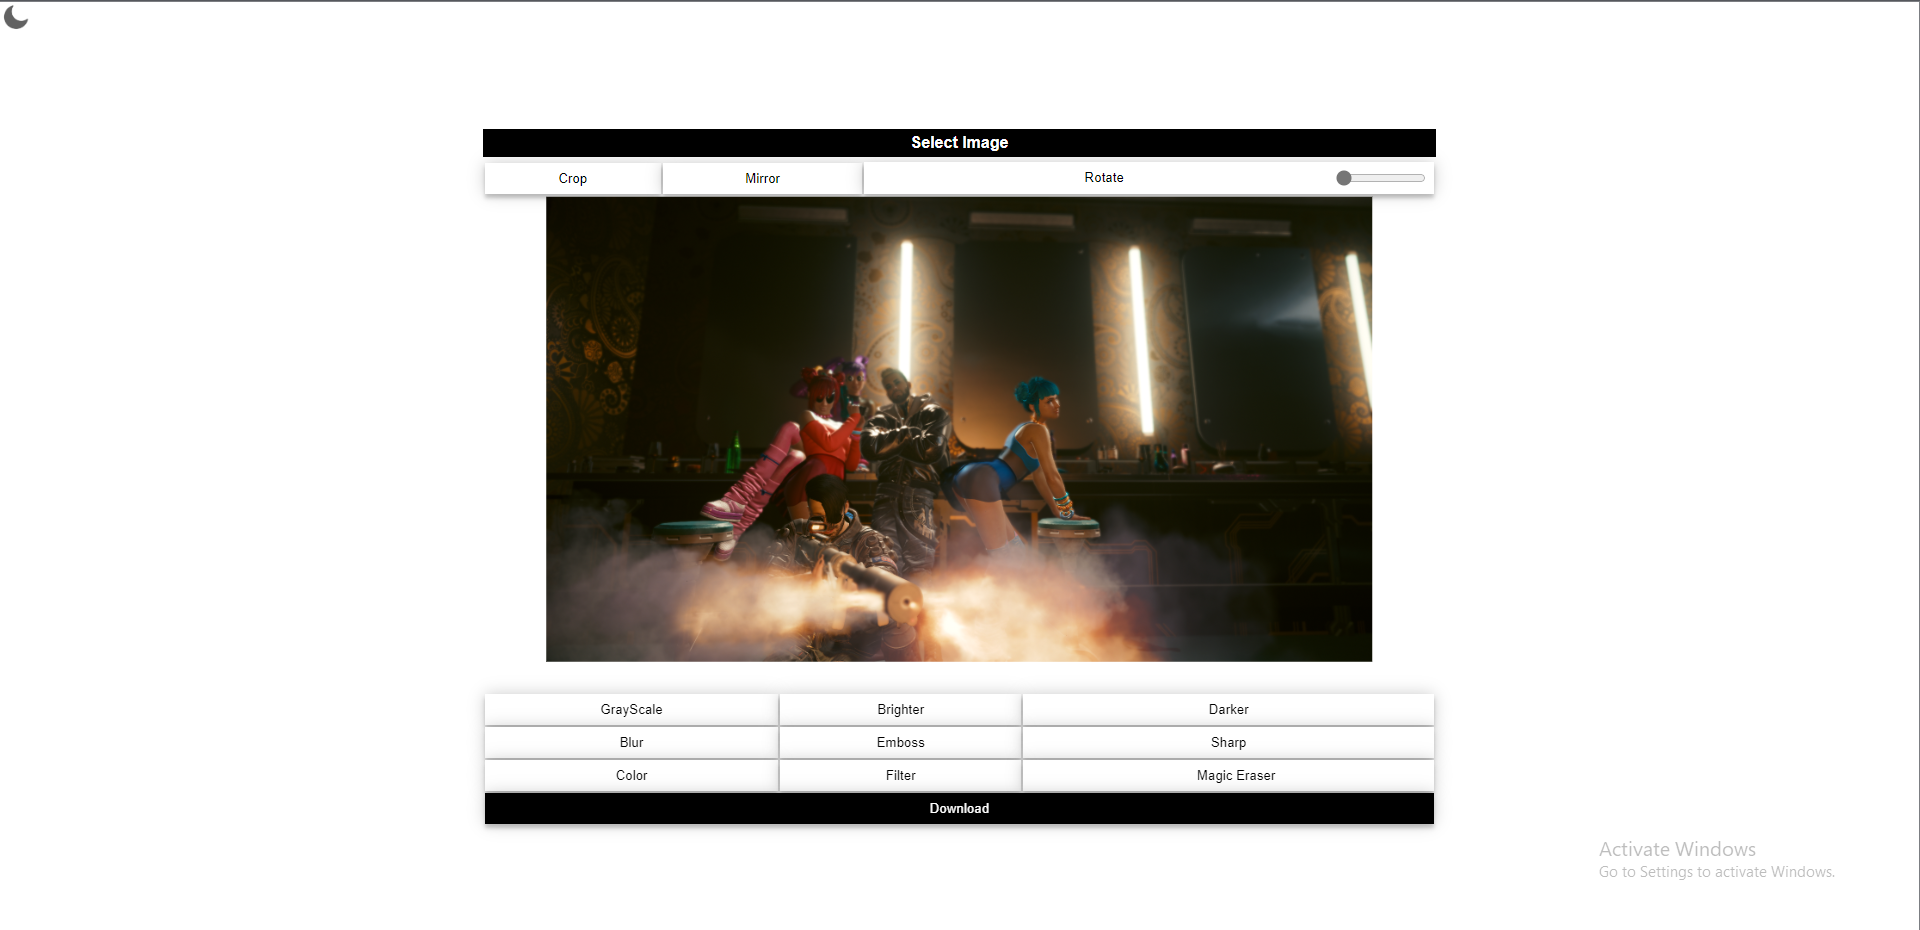 Select Image
Crop Mirror Rotate
GrayScale Brighter Darker
Blur Emboss Sharp
Color Filter Magic Eraser
Download
Activate Windows
Go to Settings to activate Windows.